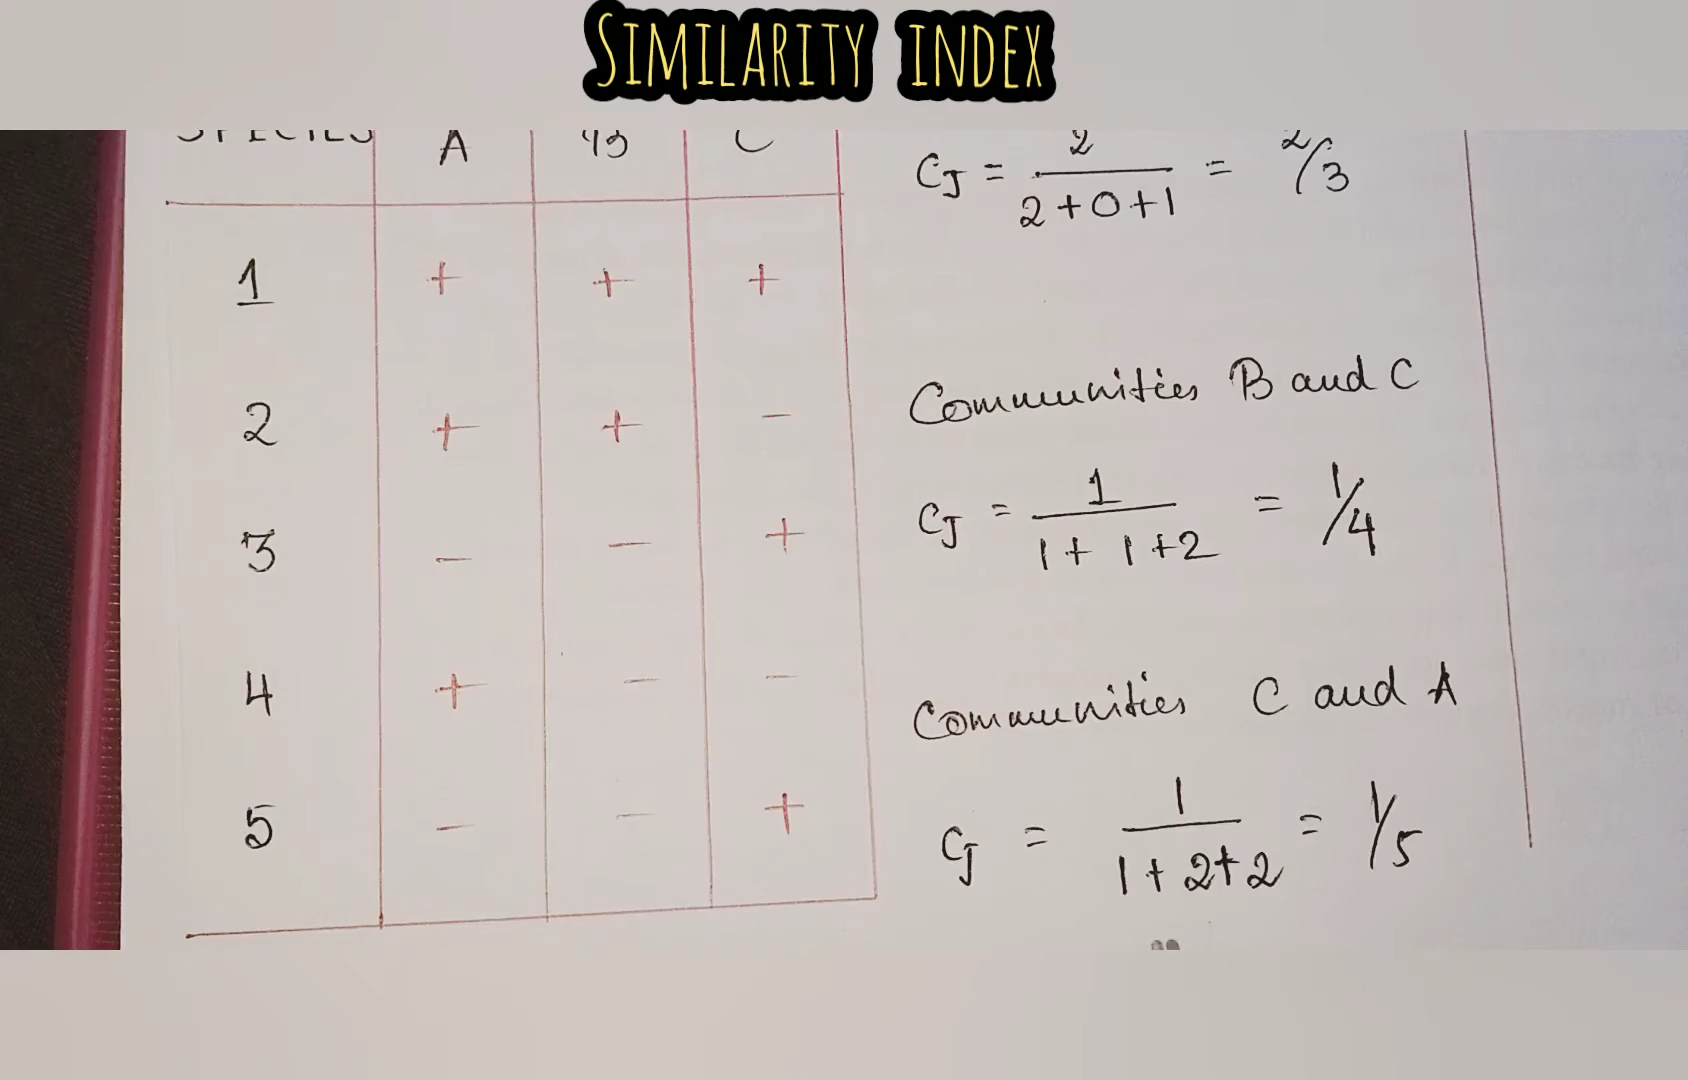 SIMILARITY INDEX
SPECIES A B C
1 + + +
2 + + -
3 - - +
4 + - -
5 - - +
CJ = 2 / 2+0+1 = 2/3
Communities B and C
CJ = 1 / 1+1+2 = 1/4
Communities C and A
CJ = 1 / 1+2+2 = 1/5